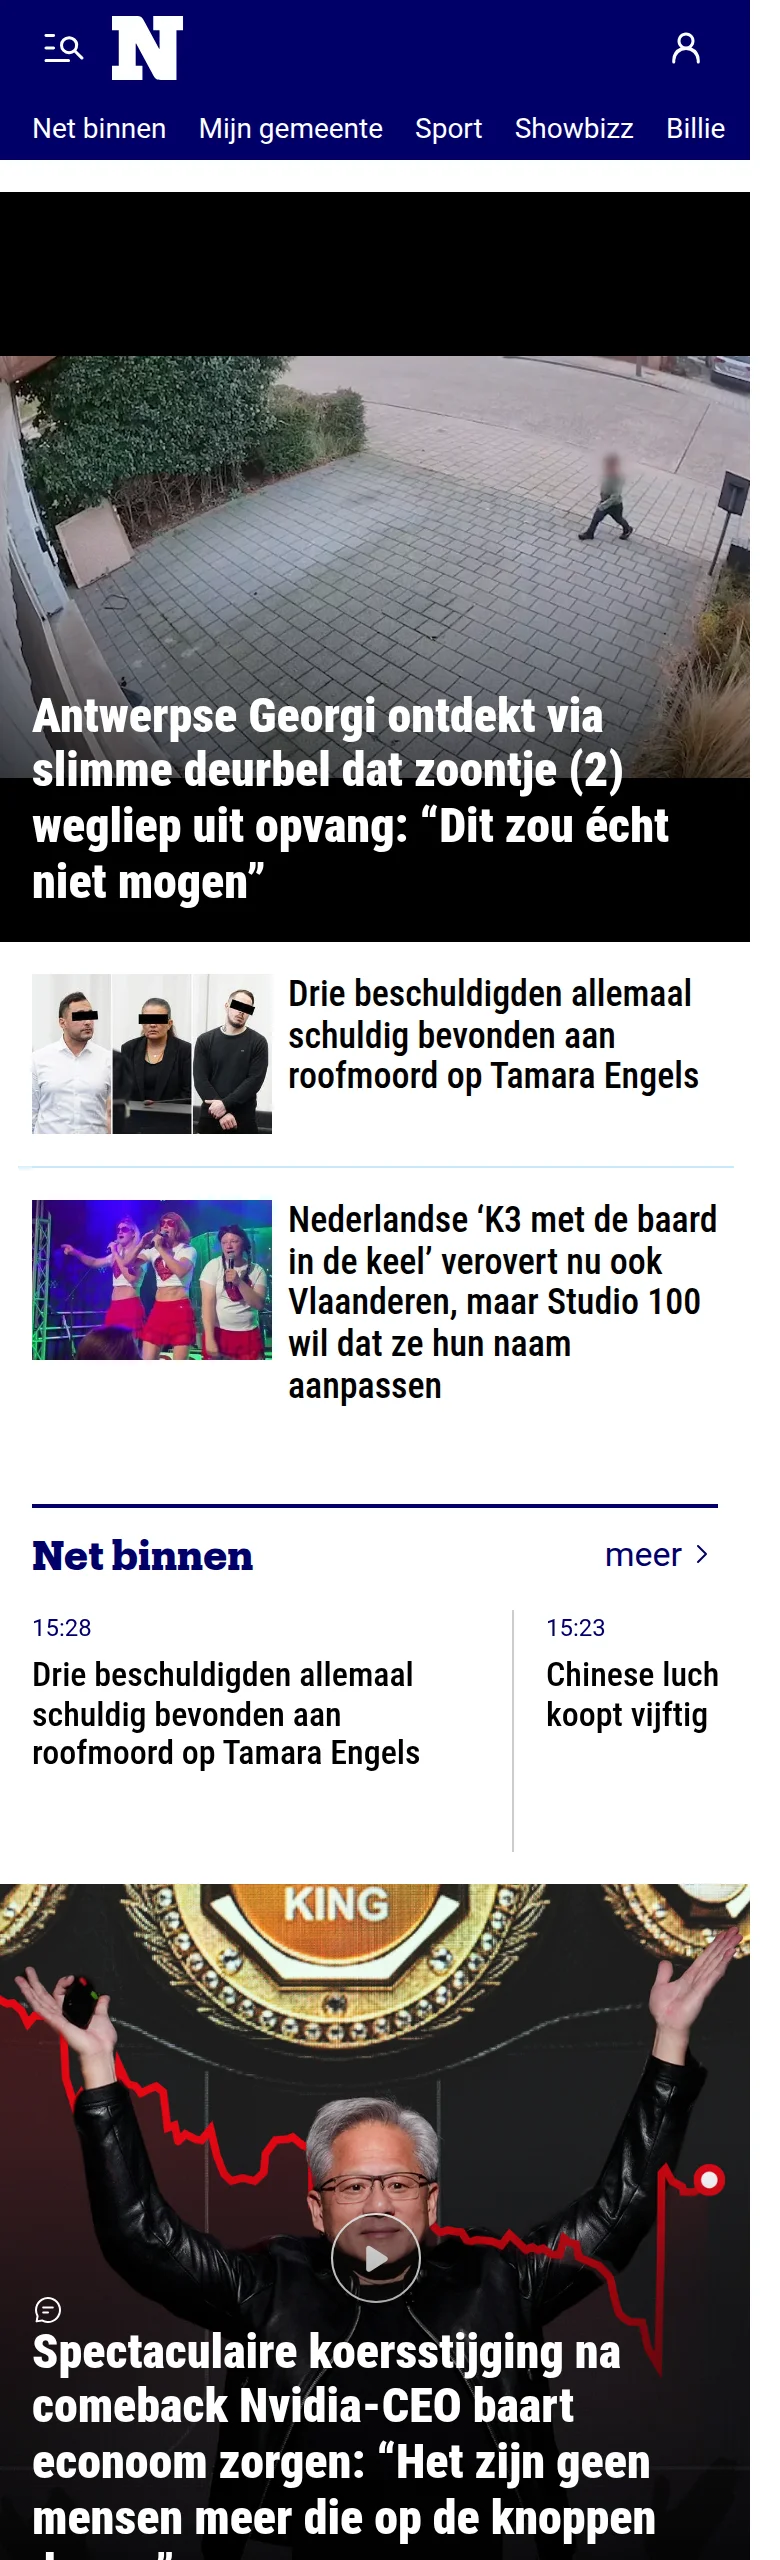 N
Net binnen Mijn gemeente Sport Showbizz Billie
Antwerpse Georgi ontdekt via
slimme deurbel dat zoontje (2)
wegliep uit opvang: “Dit zou écht
niet mogen”
Drie beschuldigden allemaal
schuldig bevonden aan
roofmoord op Tamara Engels
Nederlandse ‘K3 met de baard
in de keel’ verovert nu ook
Vlaanderen, maar Studio 100
wil dat ze hun naam
aanpassen
Net binnen
meer
15:28
Drie beschuldigden allemaal
schuldig bevonden aan
roofmoord op Tamara Engels
15:23
Chinese luch
koopt vijftig
KING
Spectaculaire koersstijging na
comeback Nvidia-CEO baart
econoom zorgen: “Het zijn geen
mensen meer die op de knoppen